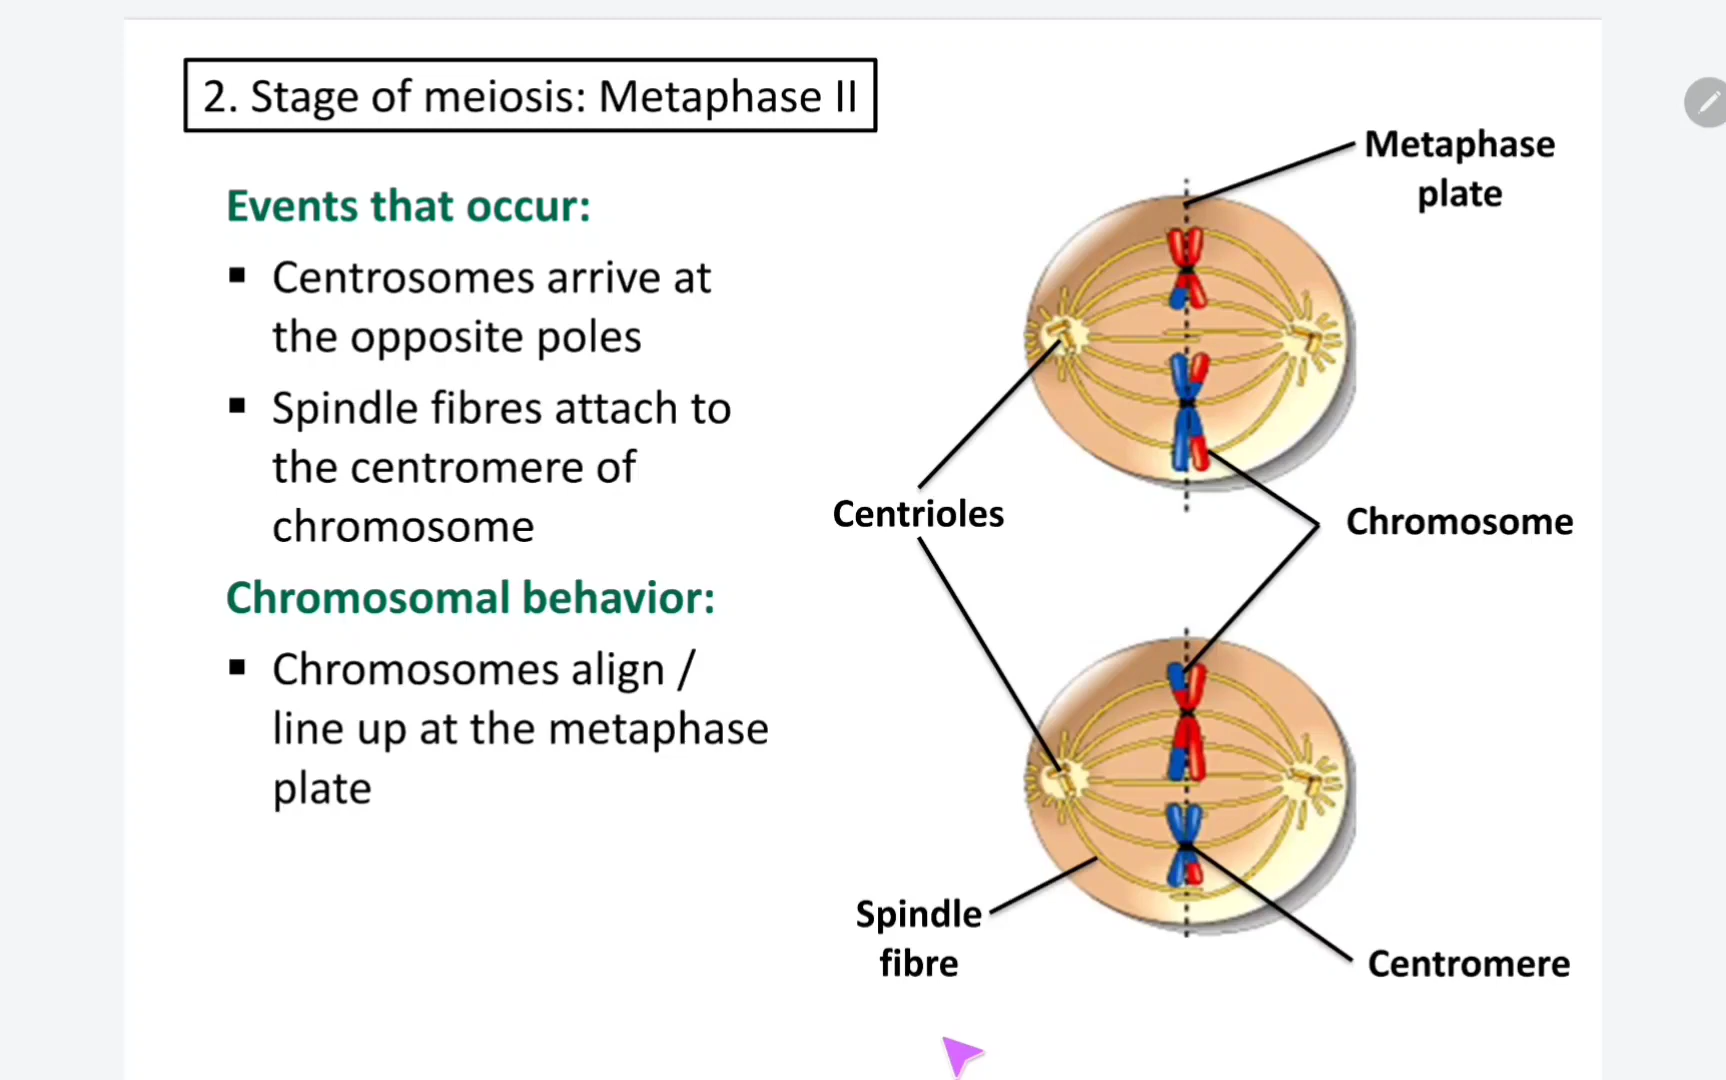 2. Stage of meiosis: Metaphase II
Events that occur:
▪ Centrosomes arrive at
the opposite poles
▪ Spindle fibres attach to
the centromere of
chromosome
Chromosomal behavior:
▪ Chromosomes align /
line up at the metaphase
plate
Metaphase
plate
Centrioles
Chromosome
Spindle
fibre
Centromere